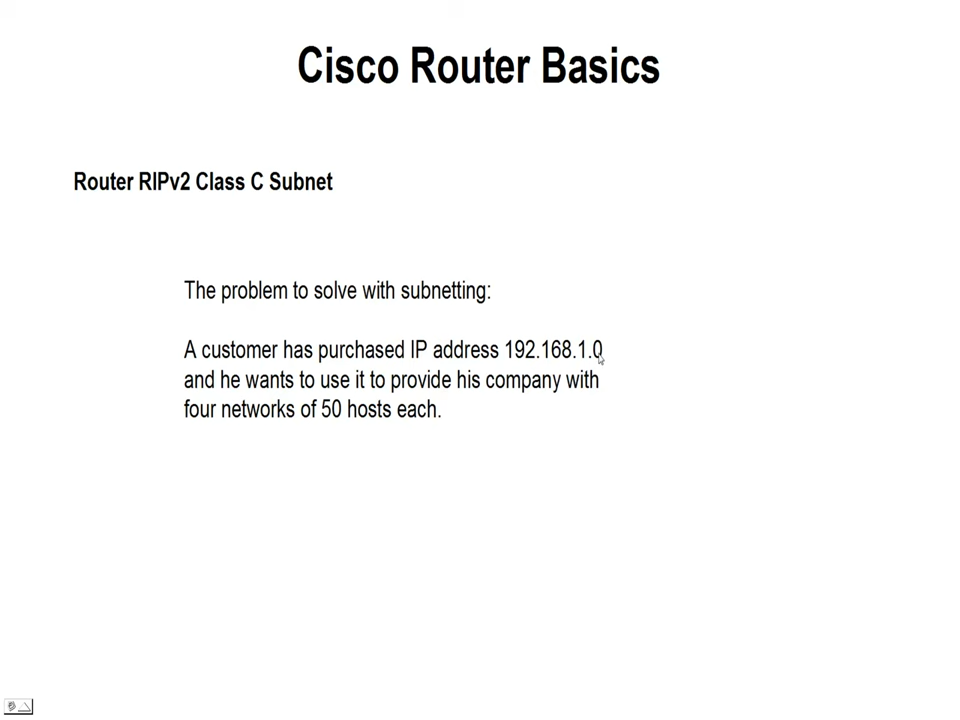 Cisco Router Basics
Router RIPv2 Class C Subnet
The problem to solve with subnetting:
A customer has purchased IP address 192.168.1.0
and he wants to use it to provide his company with
four networks of 50 hosts each.